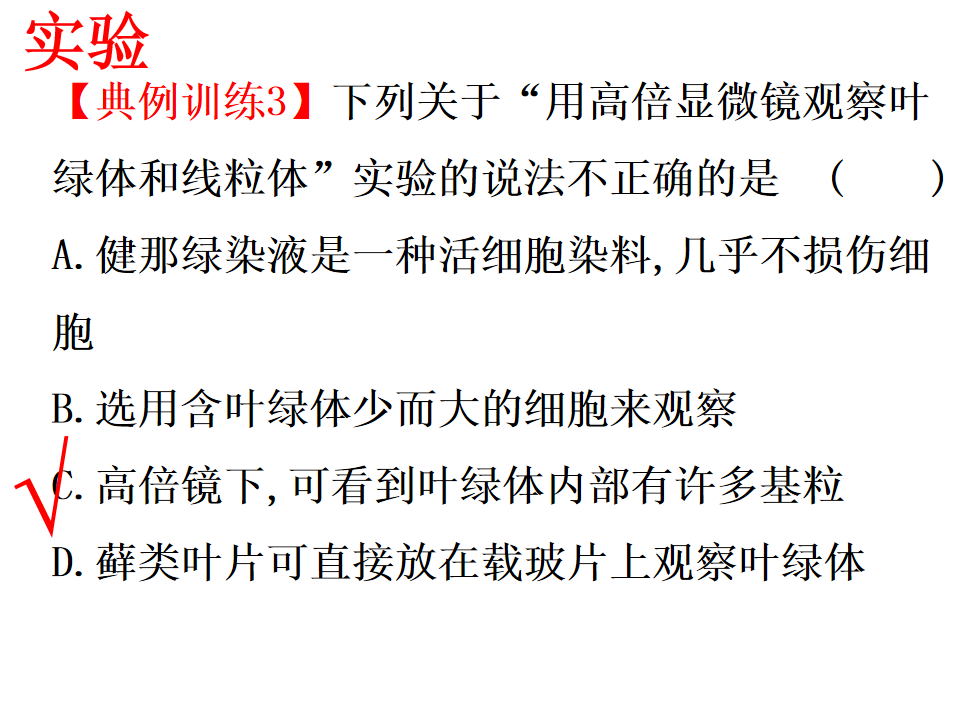 实验
【典例训练3】下列关于“用高倍显微镜观察叶
绿体和线粒体”实验的说法不正确的是 （ ）
A.健那绿染液是一种活细胞染料,几乎不损伤细
胞
B.选用含叶绿体少而大的细胞来观察
√
C.高倍镜下,可看到叶绿体内部有许多基粒
D.藓类叶片可直接放在载玻片上观察叶绿体